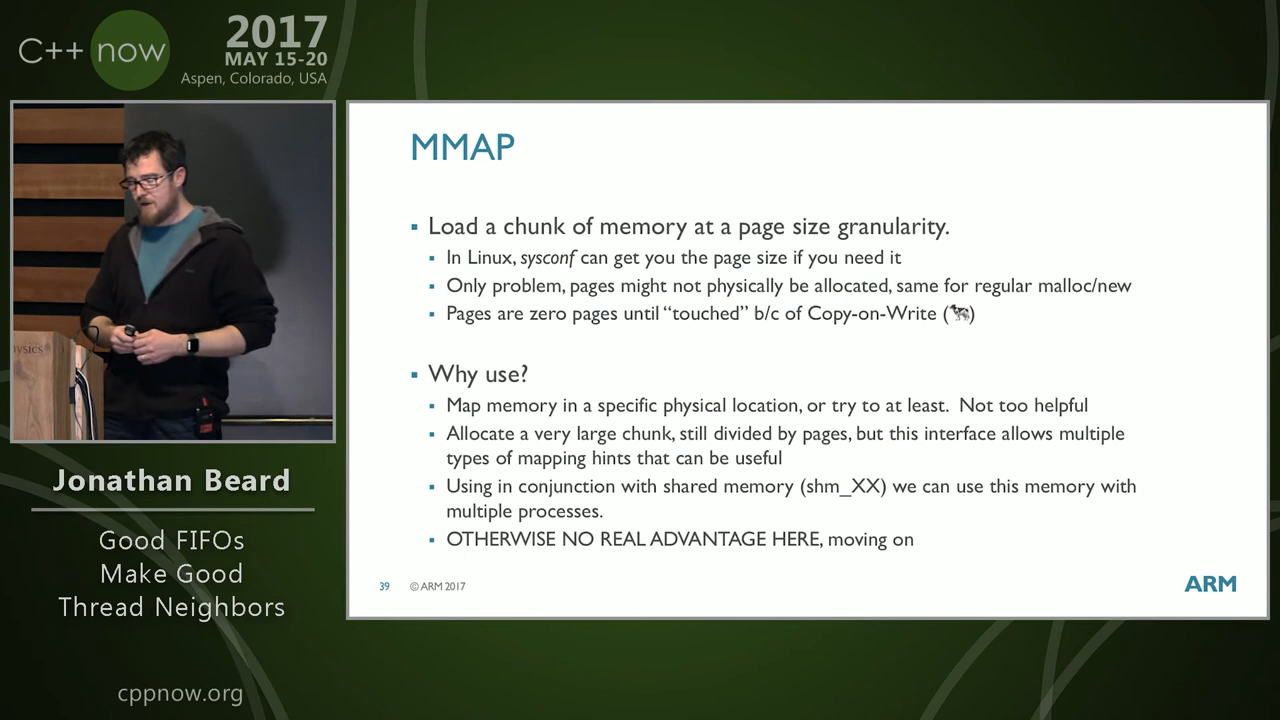 C++ now
2017
MAY 15-20
Aspen, Colorado, USA
ysics
Jonathan Beard
Good FIFOs
Make Good
Thread Neighbors
cppnow.org
MMAP
▪ Load a chunk of memory at a page size granularity.
▪ In Linux, sysconf can get you the page size if you need it
▪ Only problem, pages might not physically be allocated, same for regular malloc/new
▪ Pages are zero pages until “touched” b/c of Copy-on-Write (🐄)
▪ Why use?
▪ Map memory in a specific physical location, or try to at least. Not too helpful
▪ Allocate a very large chunk, still divided by pages, but this interface allows multiple
types of mapping hints that can be useful
▪ Using in conjunction with shared memory (shm_XX) we can use this memory with
multiple processes.
▪ OTHERWISE NO REAL ADVANTAGE HERE, moving on
39 © ARM 2017
ARM